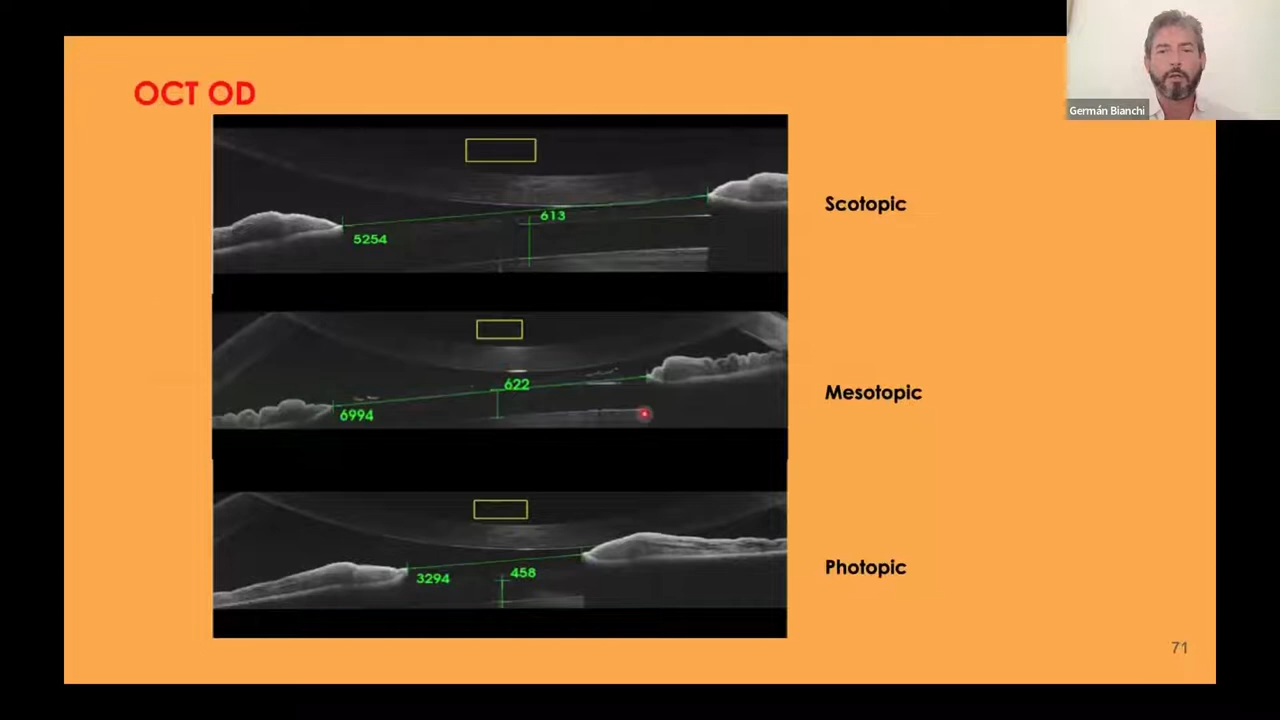 OCT OD
Germán Bianchi
613
5254
Scotopic
622
6994
Mesotopic
3294
458
Photopic
71